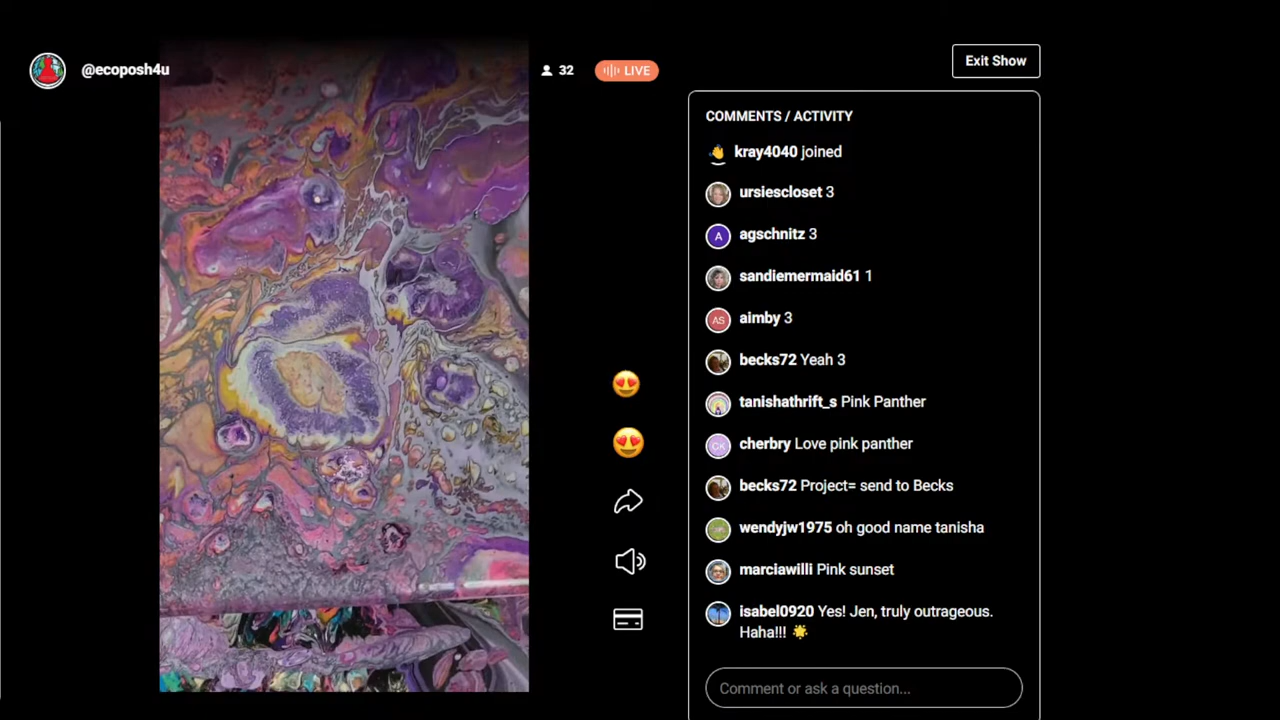 @ecoposh4u
32
LIVE
Exit Show
COMMENTS / ACTIVITY
kray4040 joined
ursiescloset 3
A
agschnitz 3
sandiemermaid61 1
AS
aimby 3
becks72 Yeah 3
tanishathrift_s Pink Panther
CK
cherbry Love pink panther
becks72 Project= send to Becks
wendyjw1975 oh good name tanisha
marciawilli Pink sunset
isabel0920 Yes! Jen, truly outrageous.
Haha!!! 🌟
Comment or ask a question...